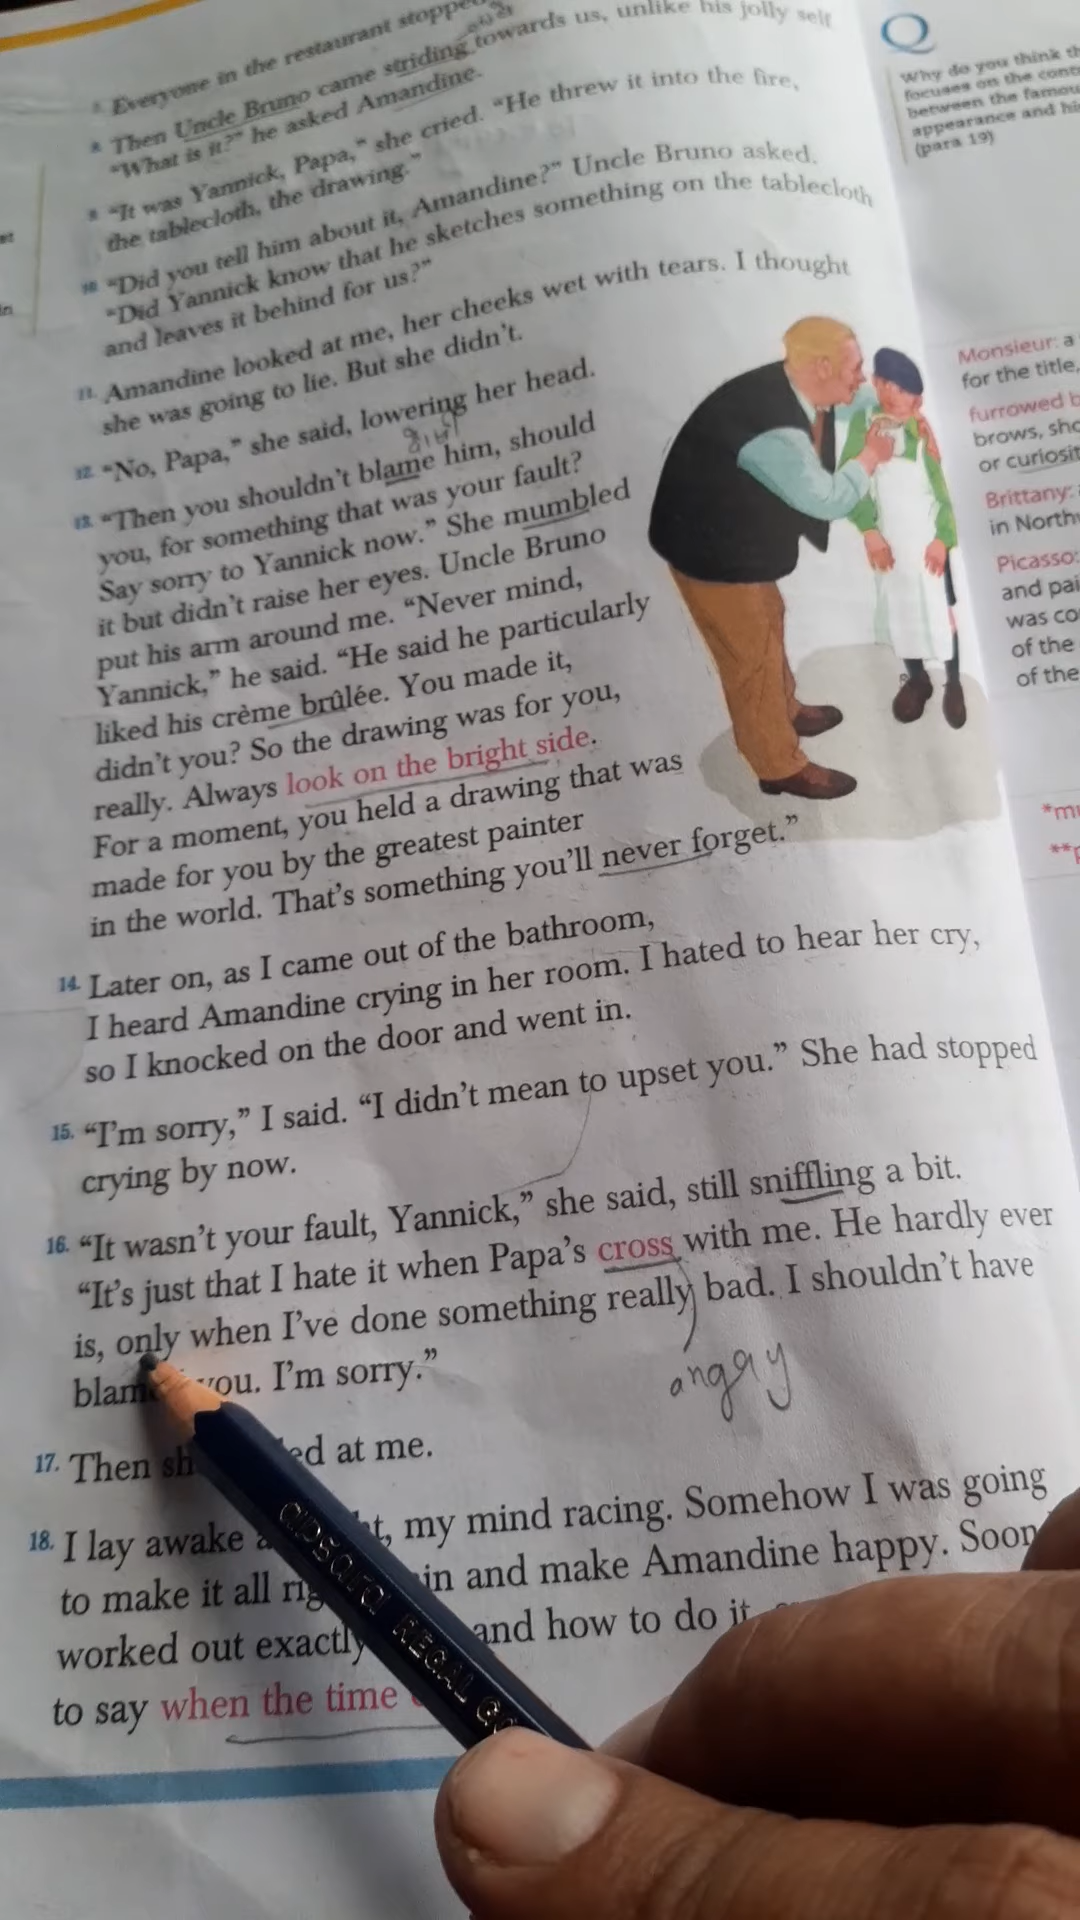 7. Everyone in the restaurant stopped
8. Then Uncle Bruno came striding towards us, unlike his jolly self
“What is it?” he asked Amandine.
9. “It was Yannick, Papa,” she cried. “He threw it into the fire,
the tablecloth, the drawing.”
10. “Did you tell him about it, Amandine?” Uncle Bruno asked.
“Did Yannick know that he sketches something on the tablecloth
and leaves it behind for us?”
11. Amandine looked at me, her cheeks wet with tears. I thought
she was going to lie. But she didn’t.
12. “No, Papa,” she said, lowering her head.
13. “Then you shouldn’t blame him, should
you, for something that was your fault?
Say sorry to Yannick now.” She mumbled
it but didn’t raise her eyes. Uncle Bruno
put his arm around me. “Never mind,
Yannick,” he said. “He said he particularly
liked his crème brûlée. You made it,
didn’t you? So the drawing was for you,
really. Always look on the bright side.
For a moment, you held a drawing that was
made for you by the greatest painter
in the world. That’s something you’ll never forget.”
14. Later on, as I came out of the bathroom,
I heard Amandine crying in her room. I hated to hear her cry,
so I knocked on the door and went in.
15. “I’m sorry,” I said. “I didn’t mean to upset you.” She had stopped
crying by now.
16. “It wasn’t your fault, Yannick,” she said, still sniffling a bit.
“It’s just that I hate it when Papa’s cross with me. He hardly ever
is, only when I’ve done something really bad. I shouldn’t have
you. I’m sorry.”
angry
17. Then at me.
18. I lay awake my mind racing. Somehow I was going
to make it all and make Amandine happy. Soon
worked out exactly and how to do it
to say when the time
apsara REGAL
Q
Why do you think
focuses on the
between the
appearance and
(para 19)
Monsieur: a
for the title,
furrowed
brows,
or
Brittany:
in
Picasso:
and
was
of the
of the